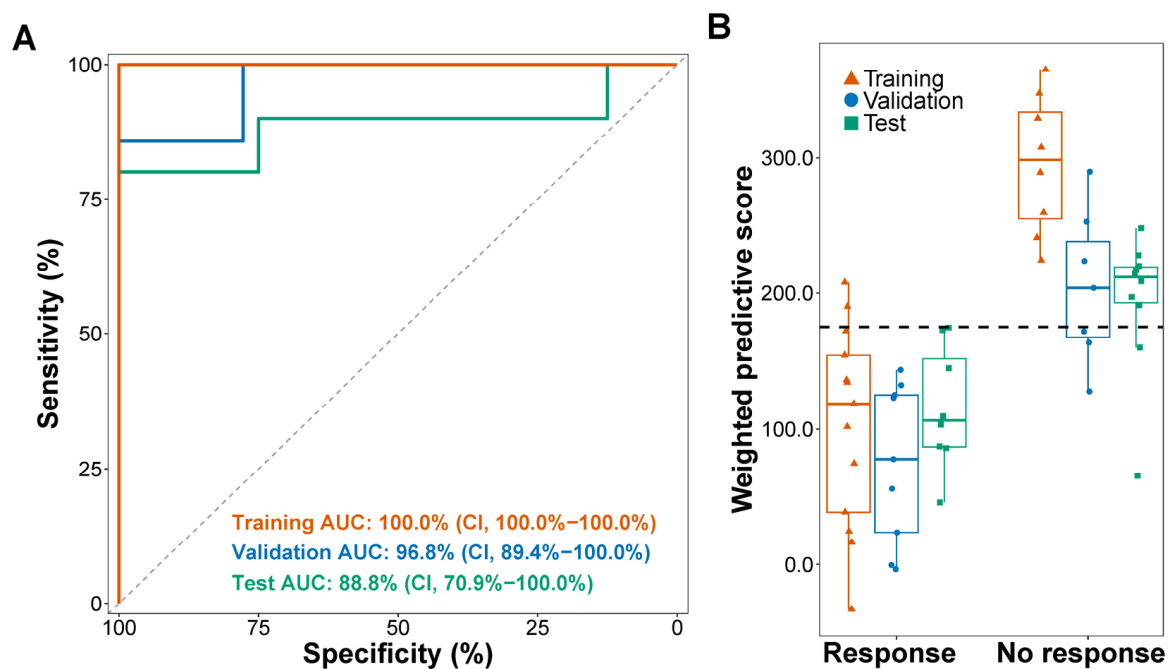 A
100
75
50
25
0
Sensitivity (%)
Training AUC: 100.0% (CI, 100.0%−100.0%)
Validation AUC: 96.8% (CI, 89.4%−100.0%)
Test AUC: 88.8% (CI, 70.9%−100.0%)
100
75
50
25
0
Specificity (%)
B
Training
Validation
Test
300.0
200.0
100.0
0.0
Weighted predictive score
Response
No response